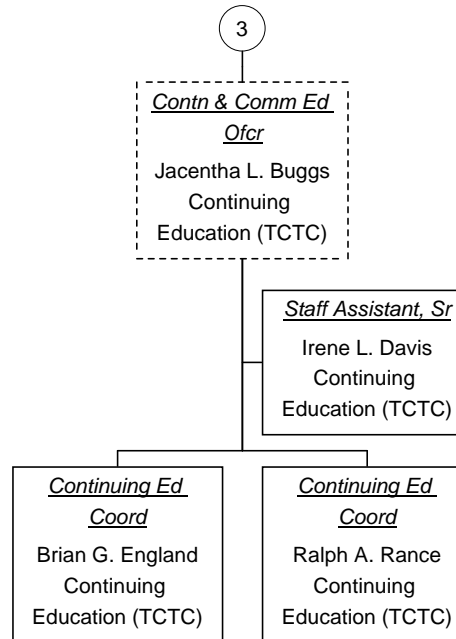 3
Contn & Comm Ed
Ofcr
Jacentha L. Buggs
Continuing
Education (TCTC)
Staff Assistant, Sr
Irene L. Davis
Continuing
Education (TCTC)
Continuing Ed
Coord
Brian G. England
Continuing
Education (TCTC)
Continuing Ed
Coord
Ralph A. Rance
Continuing
Education (TCTC)